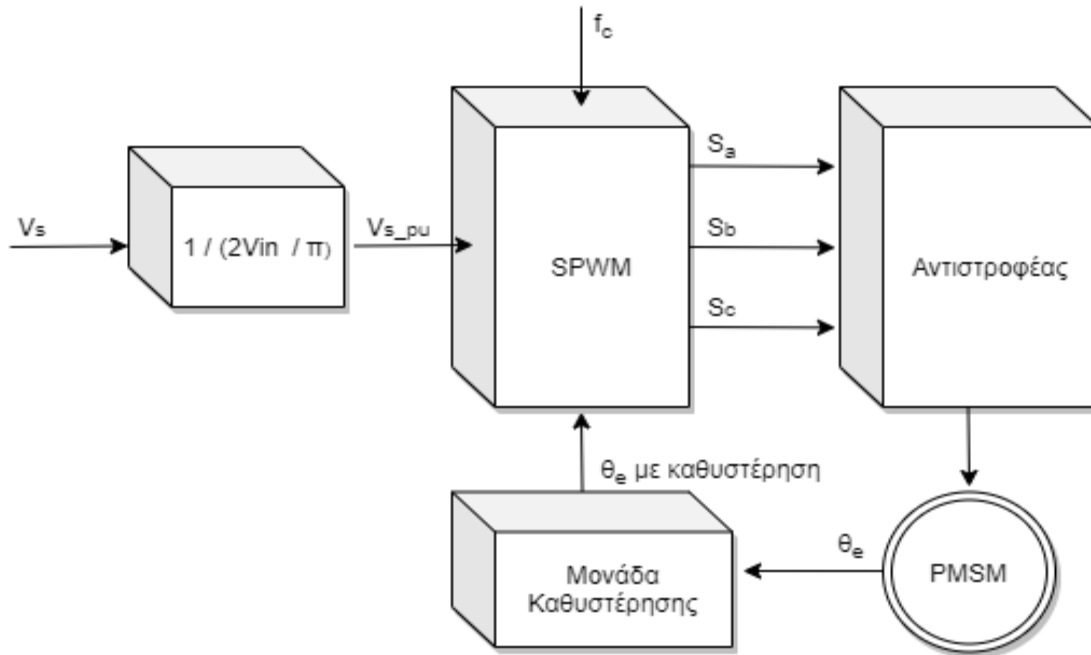 f_c
S_a
V_s
1 / (2Vin / π)
V_s_pu
S_b
SPWM
Αντιστροφέας
S_c
θ_e με καθυστέρηση
θ_e
PMSM
Μονάδα
Καθυστέρησης